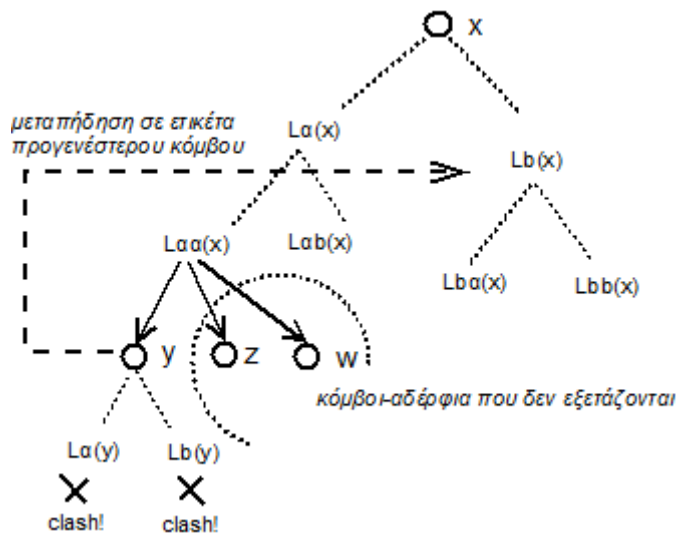 x
μεταπήδηση σε ετικέτα
προγενέστερου κόμβου
Lα(x)
Lb(x)
Lαα(x)
Lαb(x)
Lbα(x)
Lbb(x)
y
z
w
κόμβοι-αδέρφια που δεν εξετάζονται
Lα(y)
Lb(y)
clash!
clash!